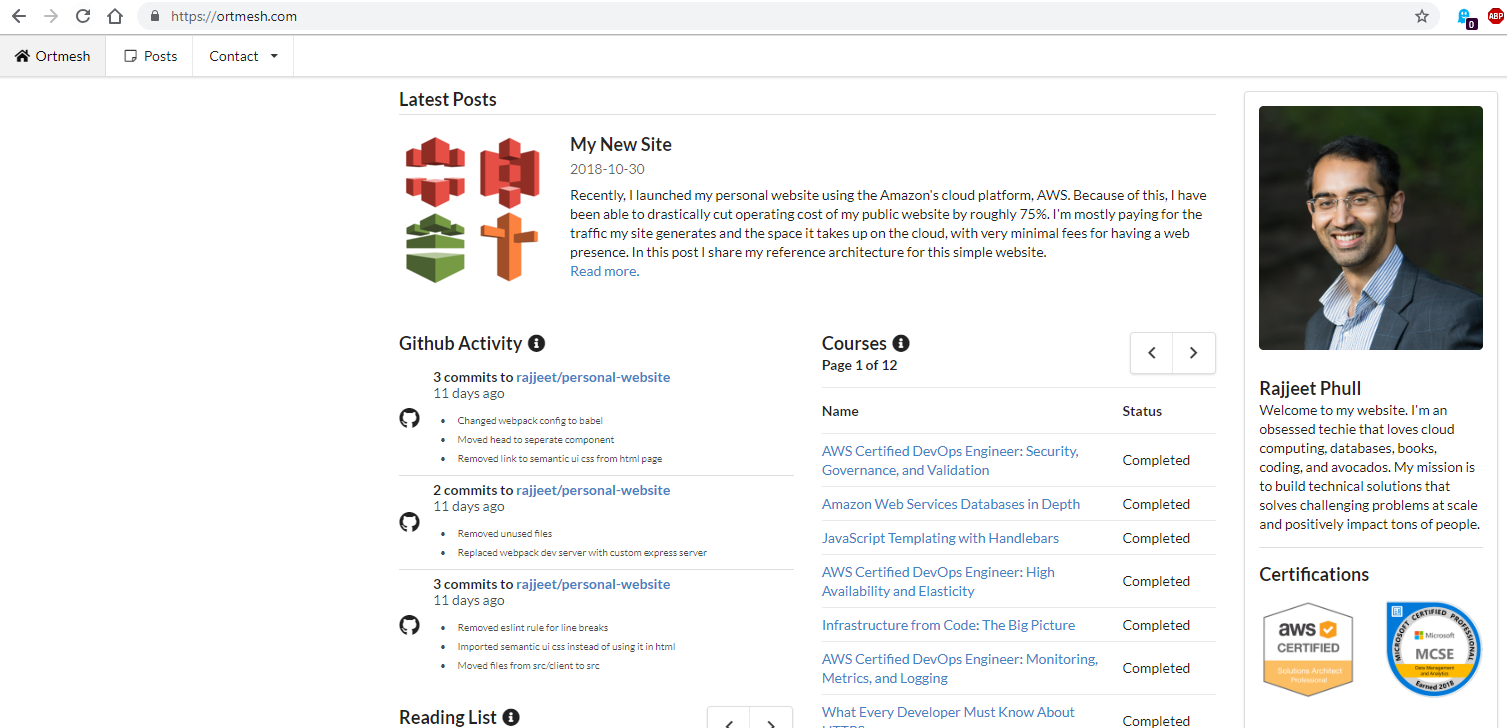 https://ortmesh.com
0
ABP
Ortmesh
Posts
Contact
Latest Posts
My New Site
2018-10-30
Recently, I launched my personal website using the Amazon's cloud platform, AWS. Because of this, I have
been able to drastically cut operating cost of my public website by roughly 75%. I'm mostly paying for the
traffic my site generates and the space it takes up on the cloud, with very minimal fees for having a web
presence. In this post I share my reference architecture for this simple website.
Read more.
Github Activity
3 commits to rajjeet/personal-website
11 days ago
Changed webpack config to babel
Moved head to seperate component
Removed link to semantic ui css from html page
2 commits to rajjeet/personal-website
11 days ago
Removed unused files
Replaced webpack dev server with custom express server
3 commits to rajjeet/personal-website
11 days ago
Removed eslint rule for line breaks
Imported semantic ui css instead of using it in html
Moved files from src/client to src
Reading List
Courses
Page 1 of 12
Name Status
AWS Certified DevOps Engineer: Security,
Governance, and Validation
Completed
Amazon Web Services Databases in Depth Completed
JavaScript Templating with Handlebars Completed
AWS Certified DevOps Engineer: High
Availability and Elasticity
Completed
Infrastructure from Code: The Big Picture Completed
AWS Certified DevOps Engineer: Monitoring,
Metrics, and Logging
Completed
What Every Developer Must Know About
Completed
Rajjeet Phull
Welcome to my website. I'm an
obsessed techie that loves cloud
computing, databases, books,
coding, and avocados. My mission is
to build technical solutions that
solves challenging problems at scale
and positively impact tons of people.
Certifications
aws
CERTIFIED
Solutions Architect
Professional
MICROSOFT CERTIFIED PROFESSIONAL
Microsoft
MCSE
Data Management
and Analytics
Earned 2018